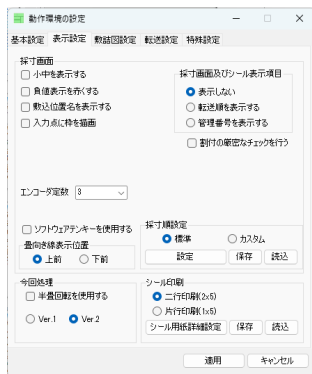 動作環境の設定
基本設定 表示設定 敷詰図設定 転送設定 特殊設定
採寸画面
小中を表示する
負値表示を赤くする
敷込位置名を表示する
入力点に枠を描画
採寸画面及びシール表示項目
表示しない
転送順を表示する
管理番号を表示する
割付の厳密なチェックを行う
エンコーダ定数 3
ソフトウェアテンキーを使用する
畳向き線表示位置
上前 下前
採寸順設定
標準 カスタム
設定 保存 読込
今回処理
半畳回転を使用する
Ver.1 Ver.2
シール印刷
二行印刷(2x5)
片行印刷(1x5)
シール用紙詳細設定 保存 読込
適用 キャンセル